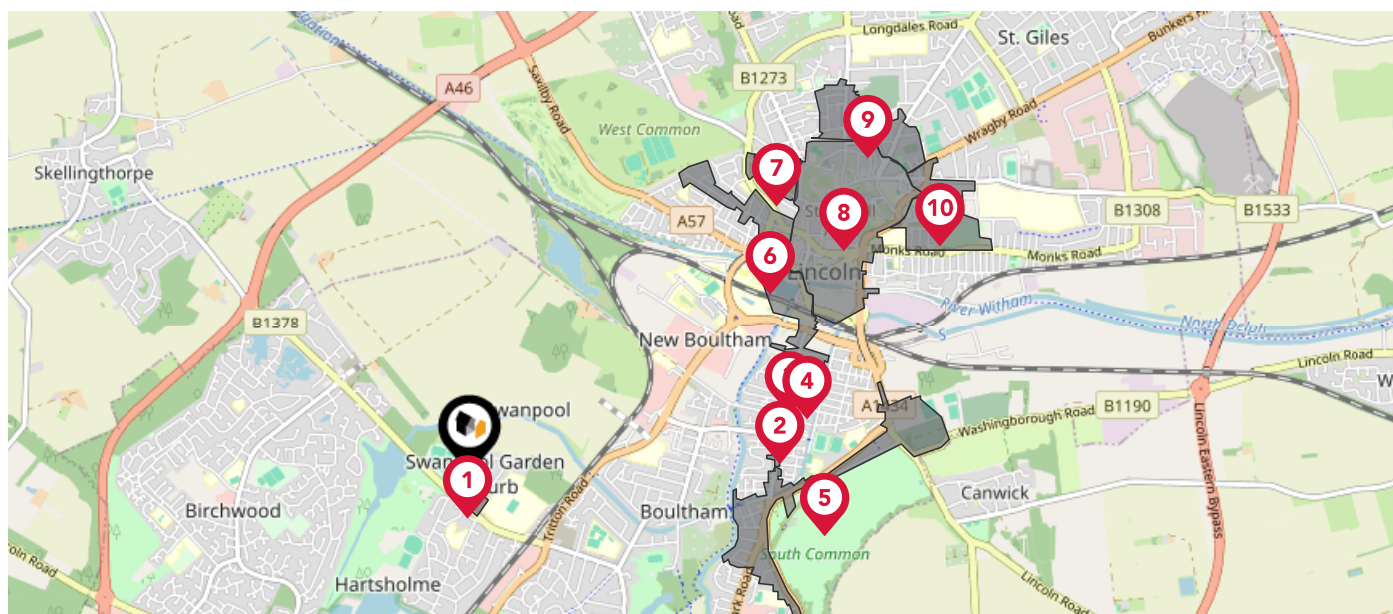 Longdales Road
St. Giles
Bunkers
B1273
A46
Saxilby Road
9
Wragby Road
West Common
Skellingthorpe
7
A57
8
10
B1308
B1533
Monks Road
Monks Road
6
Lincoln
River Witham
North Delph
B1378
New Boultham
Lincoln Road
4
A1434
B1190
Washingborough Road
2
Lincoln Eastern Bypass
Swanpool Garden
1
Canwick
5
Birchwood
Boultham
Tritton Road
South Common
Hartsholme
Lincoln Road